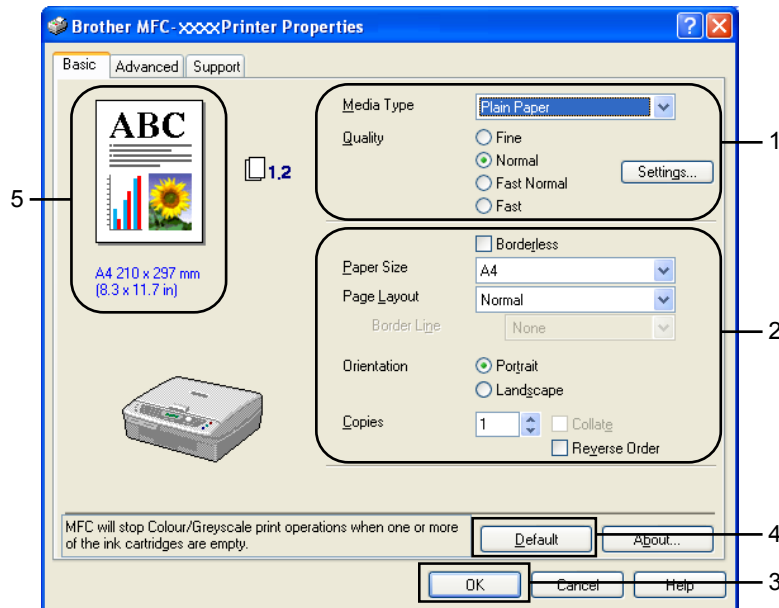 Brother MFC-xxxxPrinter Properties
Basic Advanced Support
ABC
1.2
A4 210 x 297 mm
(8.3 x 11.7 in)
5
Media Type Plain Paper
Quality Fine
Normal
Fast Normal
Fast
Settings...
1
Borderless
Paper Size A4
Page Layout Normal
Border Line None
Orientation Portrait
Landscape
Copies 1 Collate
Reverse Order
2
MFC will stop Colour/Greyscale print operations when one or more
of the ink cartridges are empty.
Default About...
4
OK Cancel Help
3